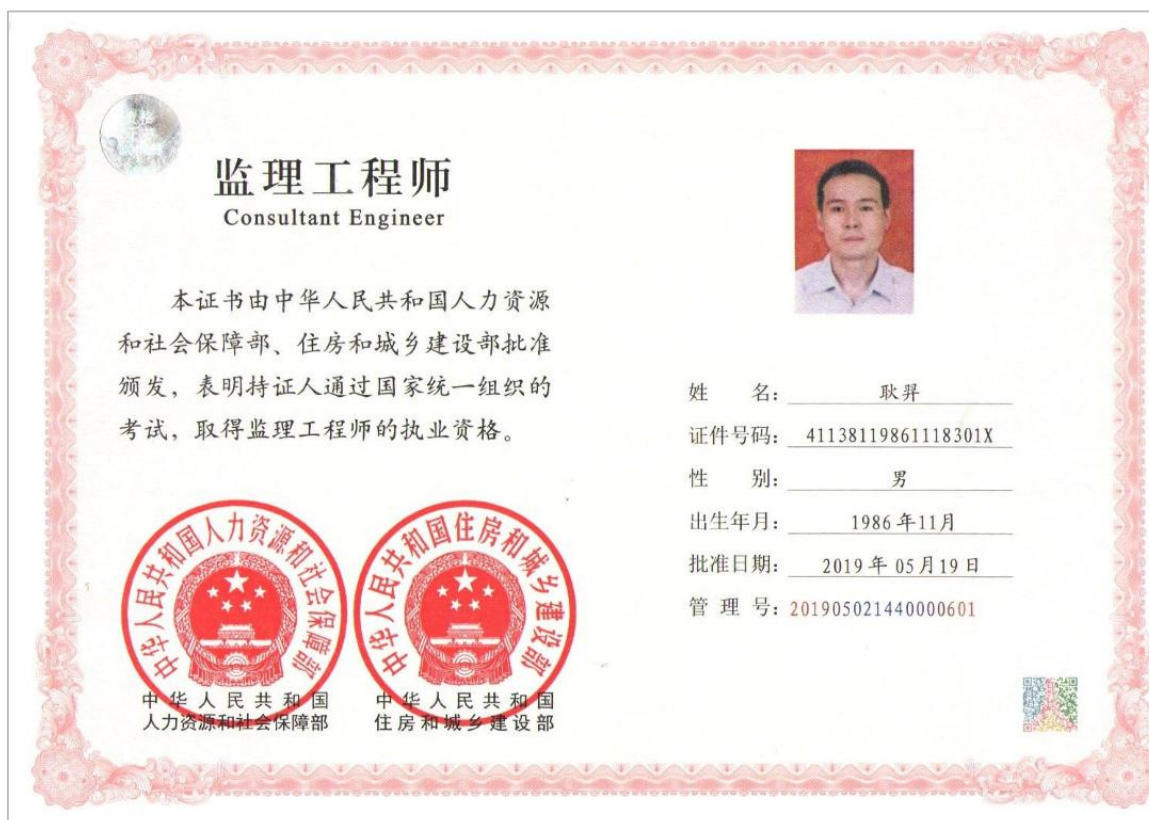 监理工程师
Consultant Engineer
本证书由中华人民共和国人力资源
和社会保障部、住房和城乡建设部批准
颁发，表明持证人通过国家统一组织的
考试，取得监理工程师的执业资格。
中华人民共和国人力资源和社会保障部
中华人民共和国住房和城乡建设部
中华人民共和国
人力资源和社会保障部
中华人民共和国
住房和城乡建设部
姓 名：耿羿
证件号码：41138119861118301X
性 别：男
出生年月：1986年11月
批准日期：2019年05月19日
管 理 号：201905021440000601